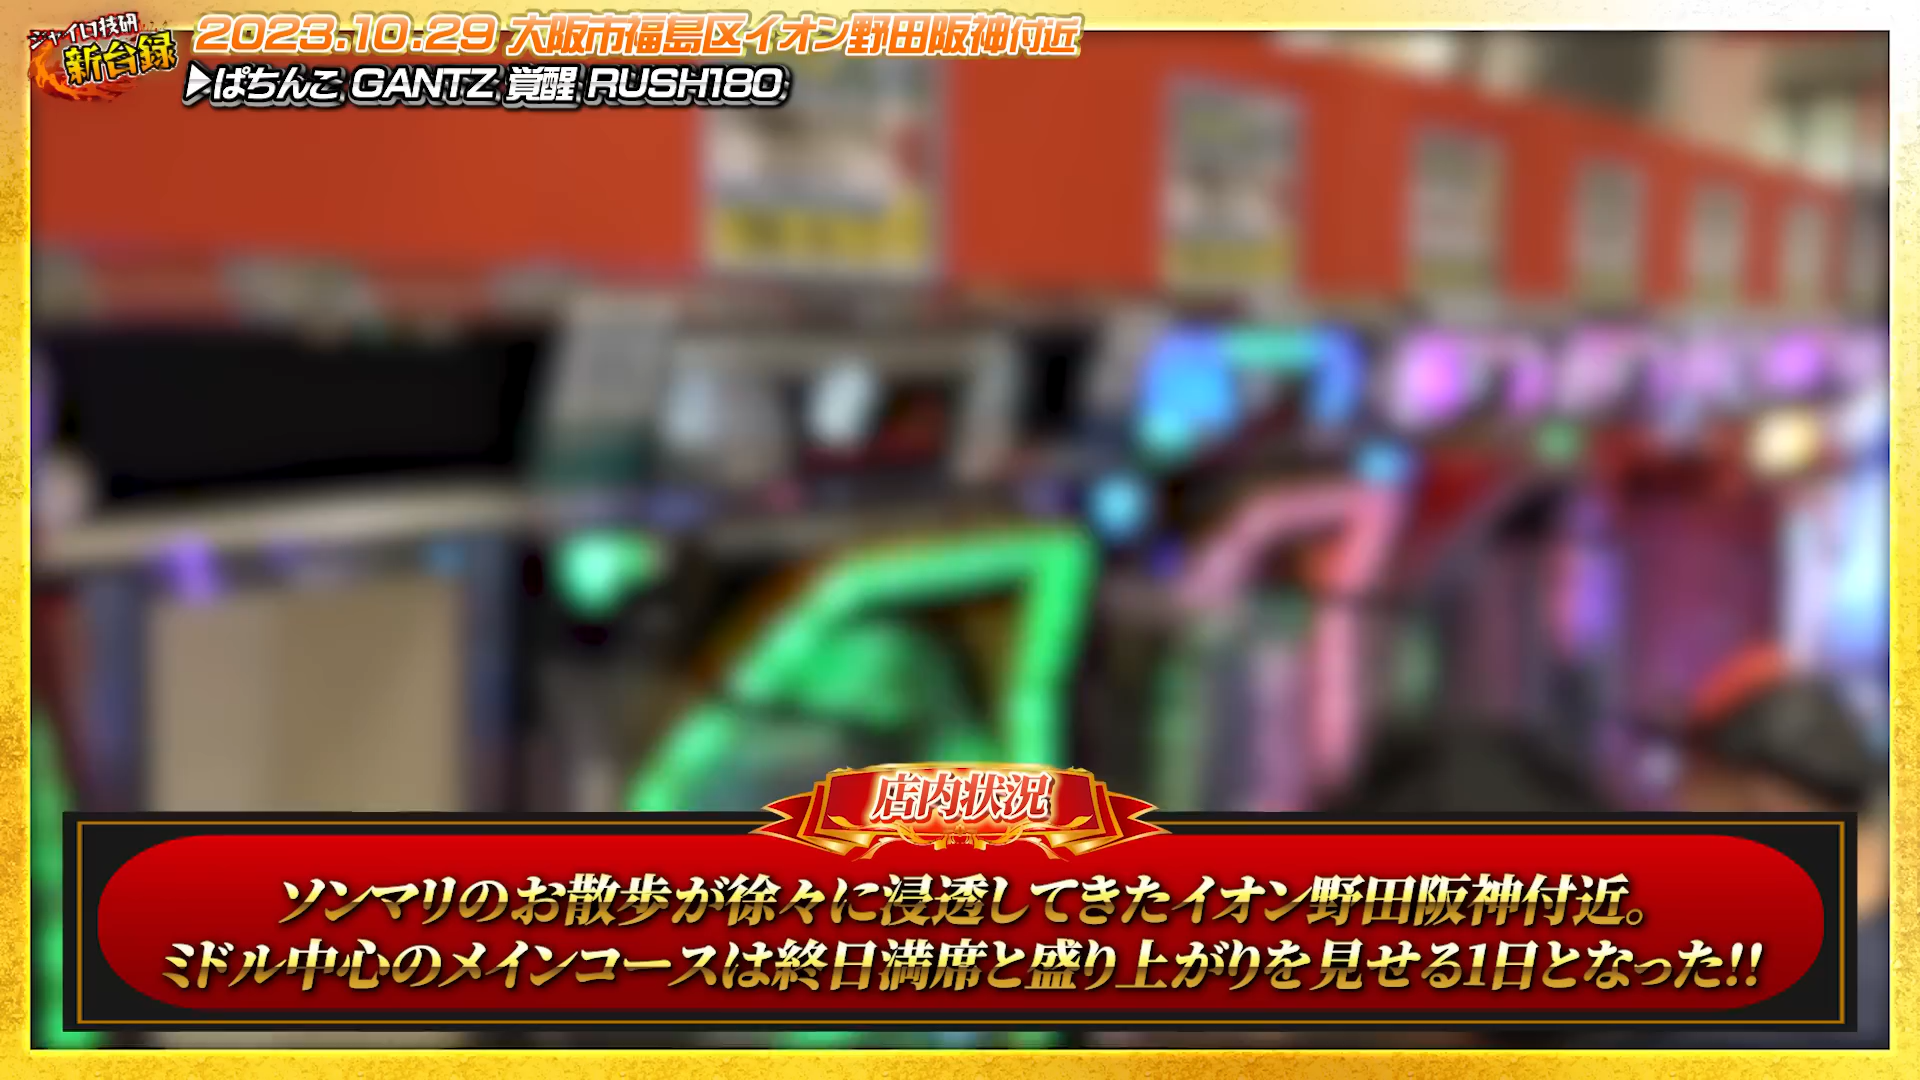 ジャイロ技研
新台録
2023.10.29 大阪市福島区イオン野田阪神付近
▶ぱちんこ GANTZ 覚醒 RUSH180
店内状況
ソンマリのお散歩が徐々に浸透してきたイオン野田阪神付近。
ミドル中心のメインコースは終日満席と盛り上がりを見せる1日となった!!